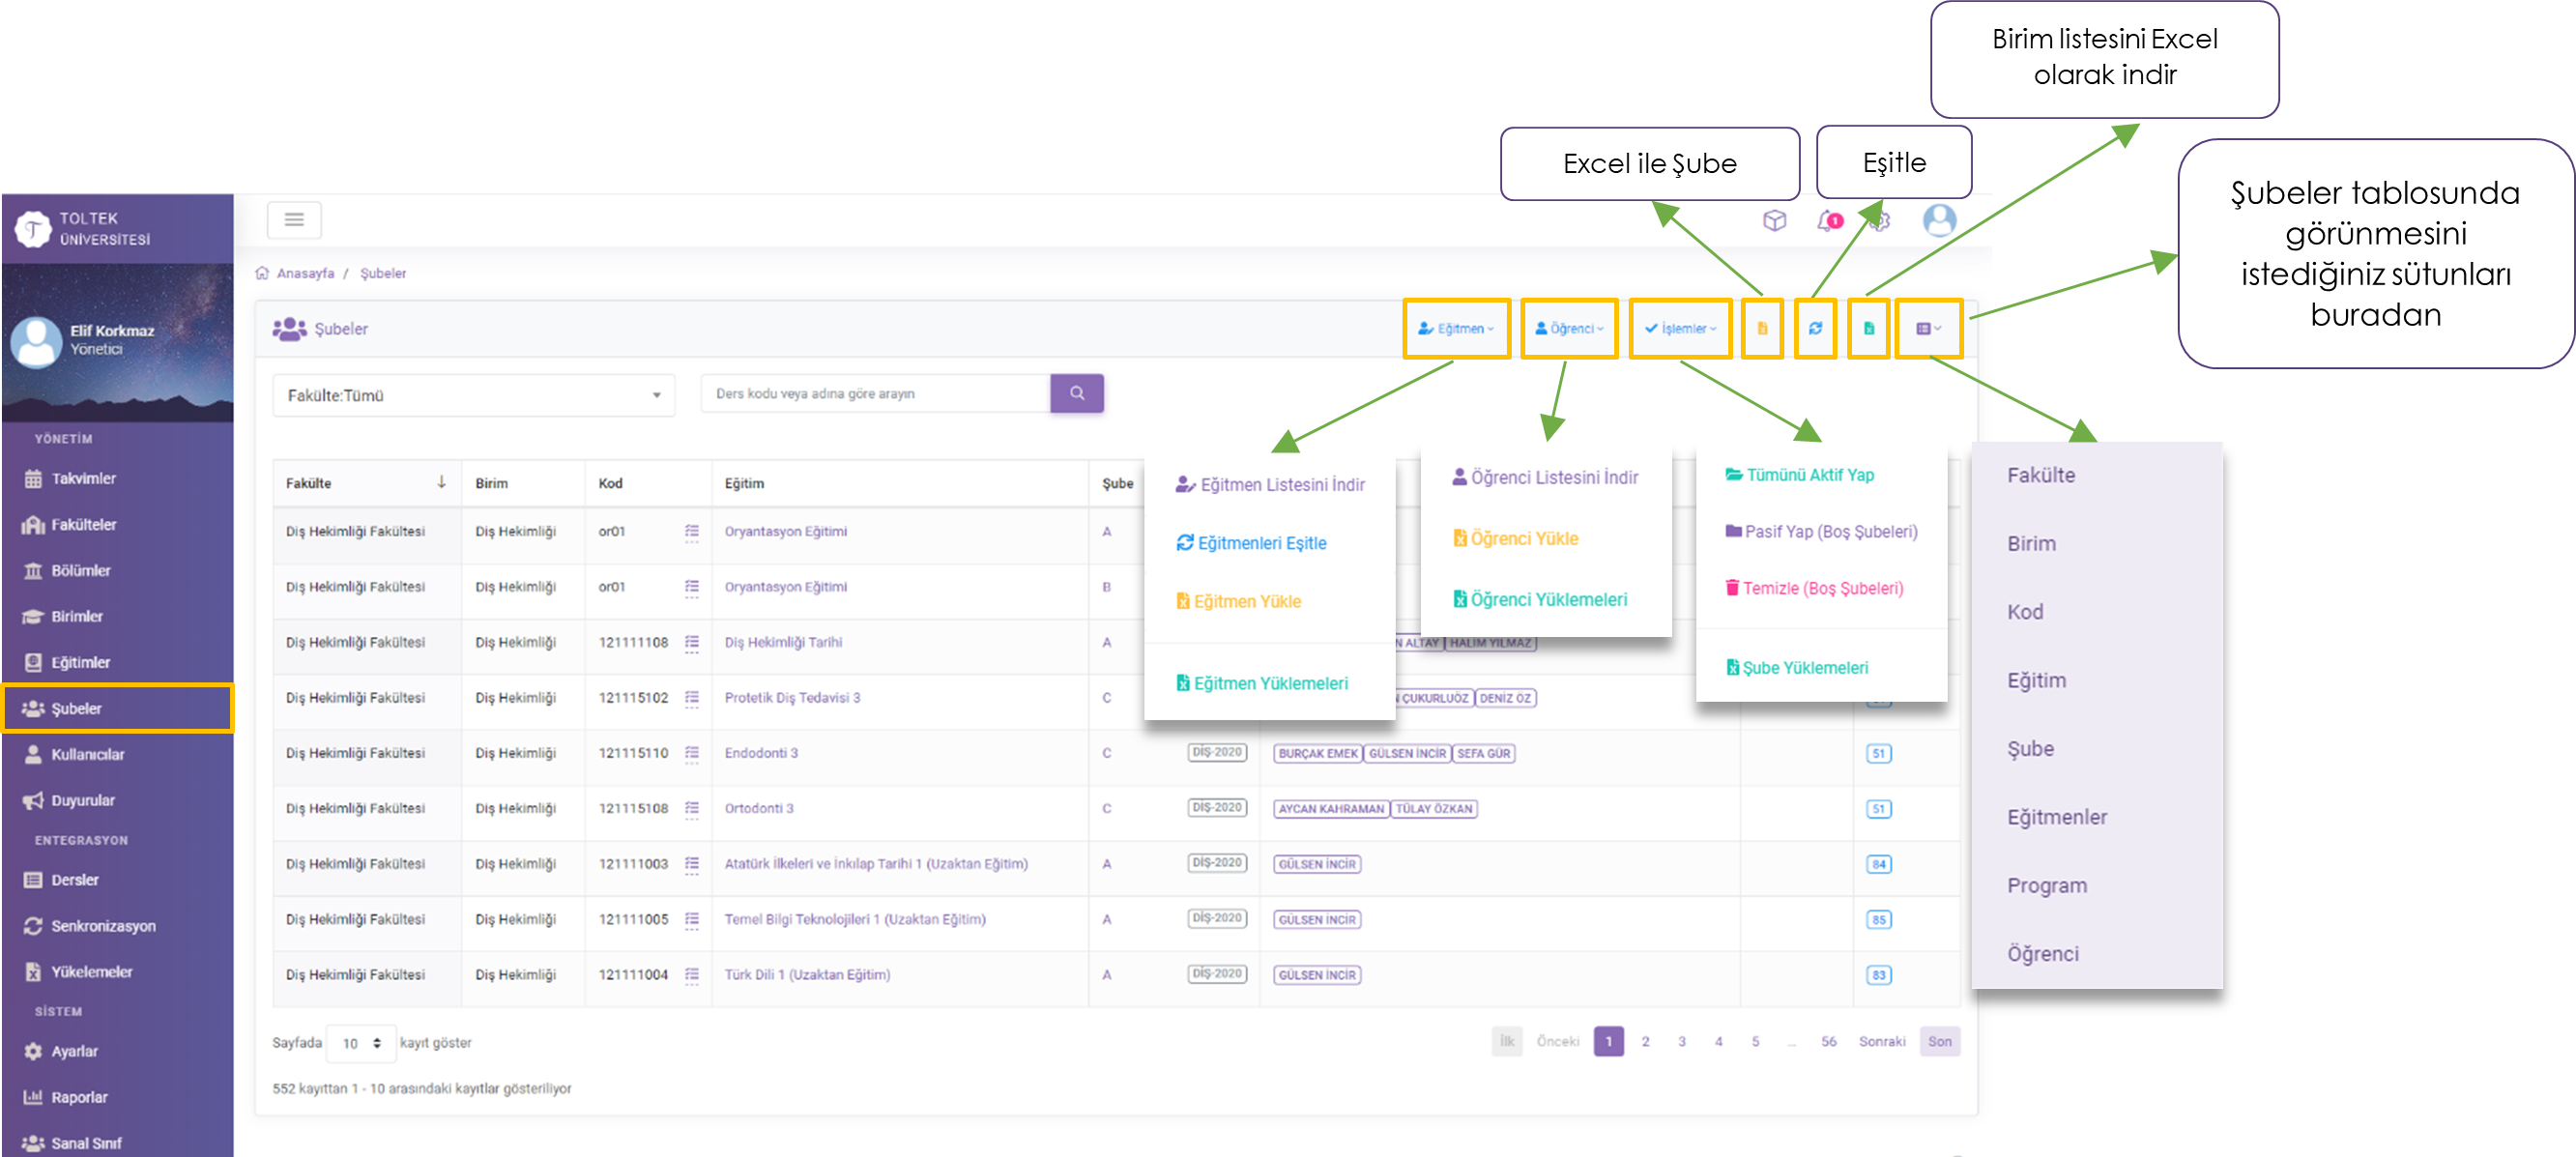 Birim listesini Excel
olarak indir
Excel ile Şube
Eşitle
Şubeler tablosunda
görünmesini
istediğiniz sütunları
buradan
TOLTEK
ÜNİVERSİTESİ
1
Elif Korkmaz
Yönetici
Anasayfa / Şubeler
Şubeler
Eğitmen
Öğrenci
İşlemler
Fakülte:Tümü
Ders kodu veya adına göre arayın
YÖNETİM
Takvimler
Fakülteler
Bölümler
Birimler
Eğitimler
Şubeler
Kullanıcılar
Duyurular
ENTEGRASYON
Dersler
Senkronizasyon
Yükelemeler
SİSTEM
Ayarlar
Raporlar
Sanal Sınıf
Fakülte Birim Kod Eğitim Şube
Diş Hekimliği Fakültesi Diş Hekimliği or01 Oryantasyon Eğitimi A
Diş Hekimliği Fakültesi Diş Hekimliği or01 Oryantasyon Eğitimi B
Diş Hekimliği Fakültesi Diş Hekimliği 121111108 Diş Hekimliği Tarihi A N ALTAY HALİM YILMAZ
Diş Hekimliği Fakültesi Diş Hekimliği 121115102 Protetik Diş Tedavisi 3 C ÇUKURLUÖZ DENİZ ÖZ
Diş Hekimliği Fakültesi Diş Hekimliği 121115110 Endodonti 3 C DİŞ-2020 BURÇAK EMEK GÜLSEN İNCİR SEFA GÜR 51
Diş Hekimliği Fakültesi Diş Hekimliği 121115108 Ortodonti 3 C DİŞ-2020 AYCAN KAHRAMAN TÜLAY ÖZKAN 51
Diş Hekimliği Fakültesi Diş Hekimliği 121111003 Atatürk İlkeleri ve İnkılap Tarihi 1 (Uzaktan Eğitim) A DİŞ-2020 GÜLSEN İNCİR 84
Diş Hekimliği Fakültesi Diş Hekimliği 121111005 Temel Bilgi Teknolojileri 1 (Uzaktan Eğitim) A DİŞ-2020 GÜLSEN İNCİR 85
Diş Hekimliği Fakültesi Diş Hekimliği 121111004 Türk Dili 1 (Uzaktan Eğitim) A DİŞ-2020 GÜLSEN İNCİR 83
Eğitmen Listesini İndir
Eğitmenleri Eşitle
Eğitmen Yükle
Eğitmen Yüklemeleri
Öğrenci Listesini İndir
Öğrenci Yükle
Öğrenci Yüklemeleri
Tümünü Aktif Yap
Pasif Yap (Boş Şubeleri)
Temizle (Boş Şubeleri)
Şube Yüklemeleri
Fakülte
Birim
Kod
Eğitim
Şube
Eğitmenler
Program
Öğrenci
Sayfada 10 kayıt göster
İlk Önceki 1 2 3 4 5 ... 56 Sonraki Son
552 kayıttan 1 - 10 arasındaki kayıtlar gösteriliyor